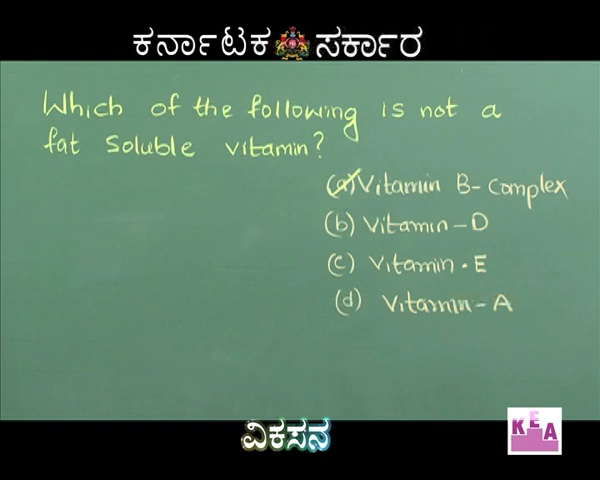 ಕರ್ನಾಟಕ ಸರ್ಕಾರ
Which of the following is not a
fat soluble vitamin?
(a) Vitamin B- complex
(b) Vitamin - D
(c) Vitamin - E
(d) Vitamin - A
ವಿಕಸನ
KEA